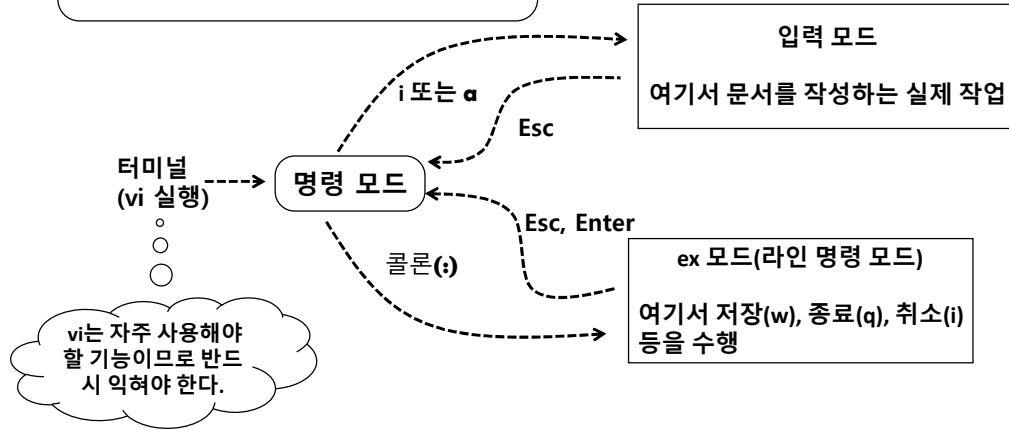 입력 모드
여기서 문서를 작성하는 실제 작업
i 또는 a
Esc
터미널
(vi 실행)
명령 모드
Esc, Enter
콜론(:)
ex 모드(라인 명령 모드)
여기서 저장(w), 종료(q), 취소(i)
등을 수행
vi는 자주 사용해야
할 기능이므로 반드
시 익혀야 한다.